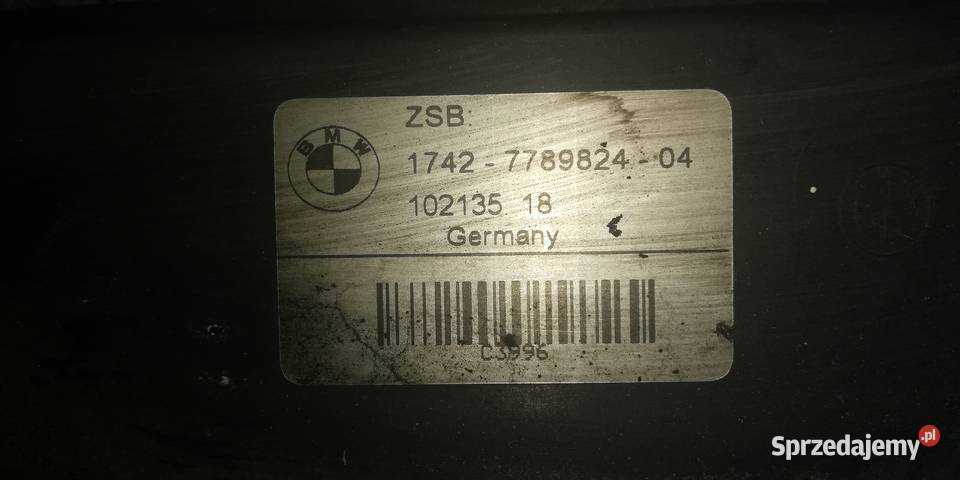 ZSB:
BMW
1742 - 7789824 - 04
102135 18
Germany
C3996
Sprzedajemy.pl